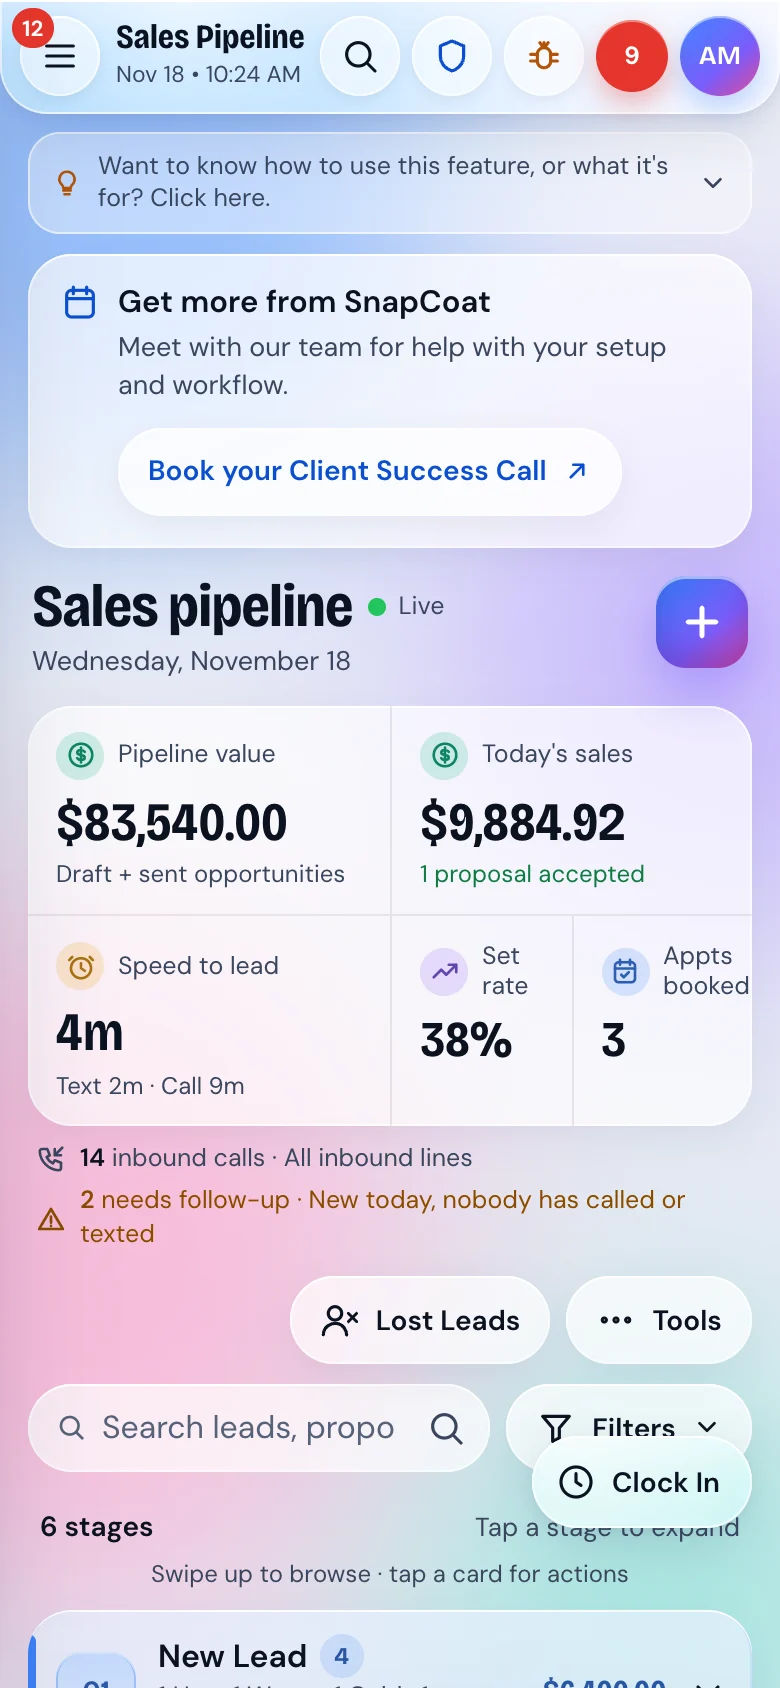 12
Sales Pipeline
Nov 18 • 10:24 AM
9
AM
Want to know how to use this feature, or what it's
for? Click here.
Get more from SnapCoat
Meet with our team for help with your setup
and workflow.
Book your Client Success Call
Sales pipeline
Live
Wednesday, November 18
Pipeline value
$83,540.00
Draft + sent opportunities
Today's sales
$9,884.92
1 proposal accepted
Speed to lead
4m
Text 2m · Call 9m
Set
rate
38%
Appts
booked
3
14 inbound calls · All inbound lines
2 needs follow-up · New today, nobody has called or
texted
Lost Leads
Tools
Search leads, propo
Filters
Clock In
6 stages
Tap a stage to expand
Swipe up to browse · tap a card for actions
New Lead
4